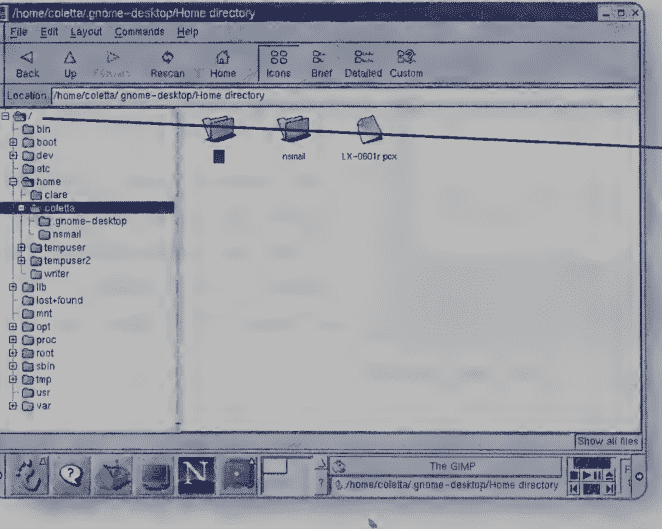 /home/coletta/.gnome-desktop/Home directory
File Edit Layout Commands Help
Back Up Rescan Home Icons Brief Detailed Custom
Location: /home/coletta/.gnome-desktop/Home directory
/
bin
boot
dev
etc
home
clare
coletta
.gnome-desktop
nsmail
tempuser
tempuser2
writer
lib
lost+found
mnt
opt
proc
root
sbin
tmp
usr
var
nsmail
LX-0601r.pcx
Show all files
N
The GIMP
/home/coletta/.gnome-desktop/Home directory